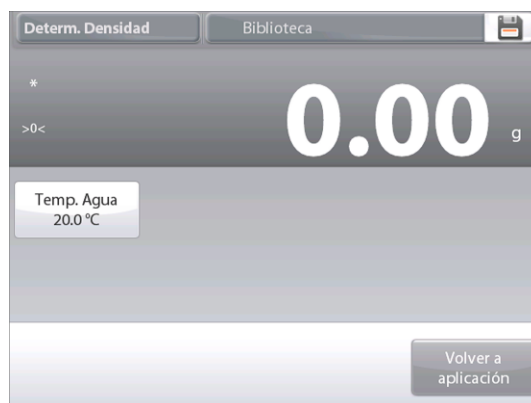 Determ. Densidad
Biblioteca
*
>0<
0.00 g
Temp. Agua
20.0 °C
Volver a
aplicación